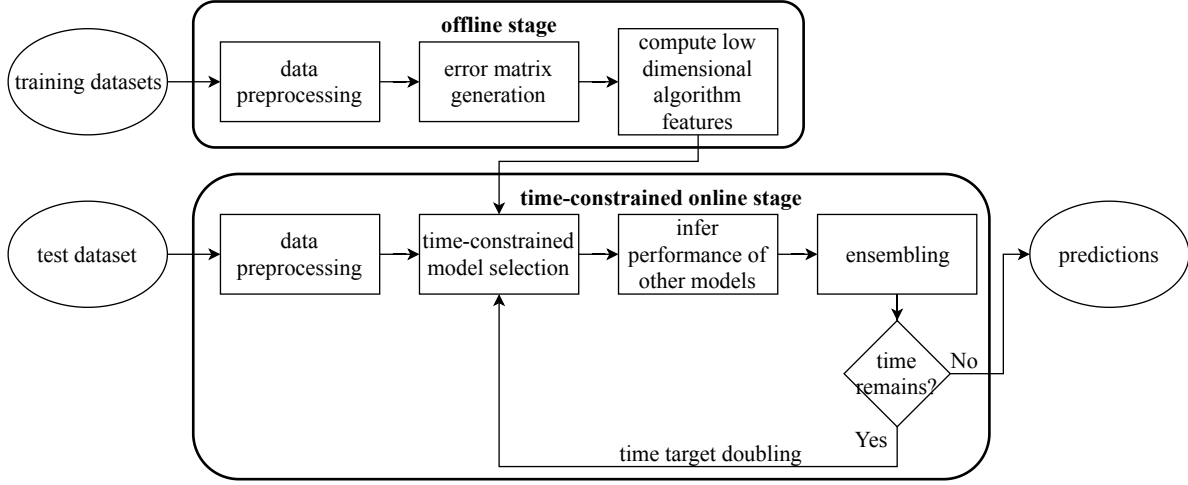 offline stage
training datasets
data
preprocessing
error matrix
generation
compute low
dimensional
algorithm
features
time-constrained online stage
test dataset
data
preprocessing
time-constrained
model selection
infer
performance of
other models
ensembling
predictions
time
remains?
No
Yes
time target doubling